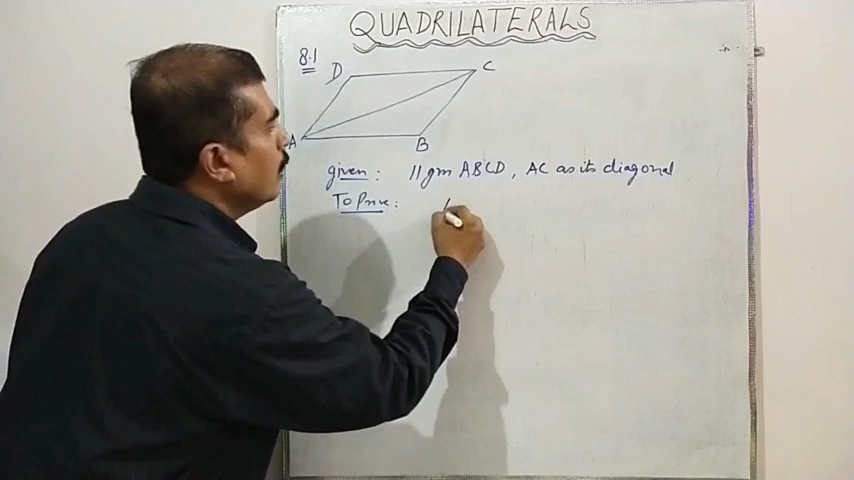 QUADRILATERALS
8.1
D
C
A
B
given : ||gm ABCD, AC as its diagonal
To Prove :